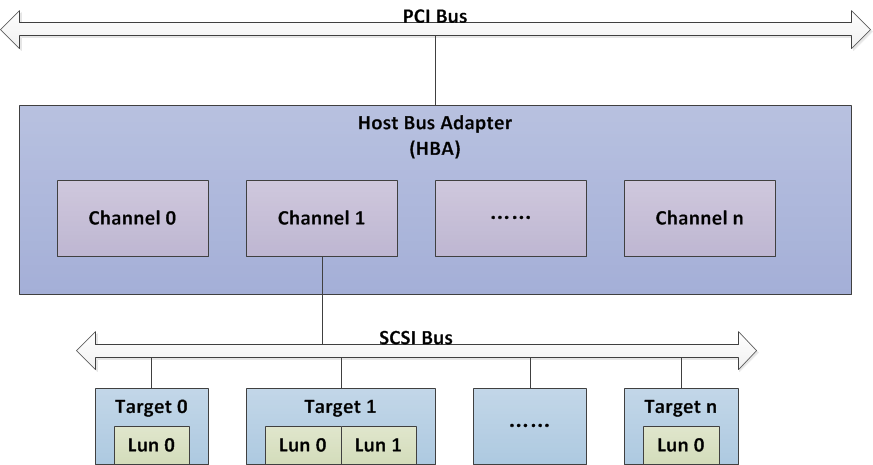 PCI Bus
Host Bus Adapter
(HBA)
Channel 0
Channel 1
……
Channel n
SCSI Bus
Target 0
Target 1
……
Target n
Lun 0
Lun 0
Lun 1
Lun 0